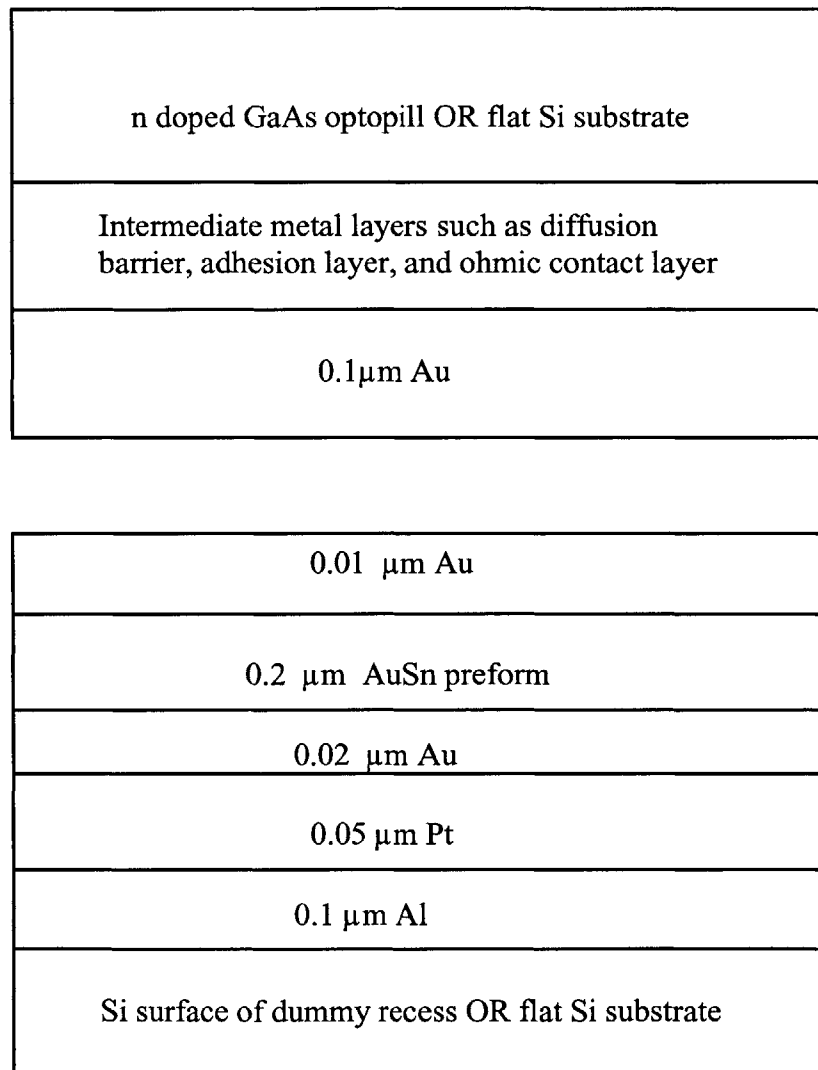 n doped GaAs optopill OR flat Si substrate
Intermediate metal layers such as diffusion
barrier, adhesion layer, and ohmic contact layer
0.1µm Au
0.01 µm Au
0.2 µm AuSn preform
0.02 µm Au
0.05 µm Pt
0.1 µm Al
Si surface of dummy recess OR flat Si substrate